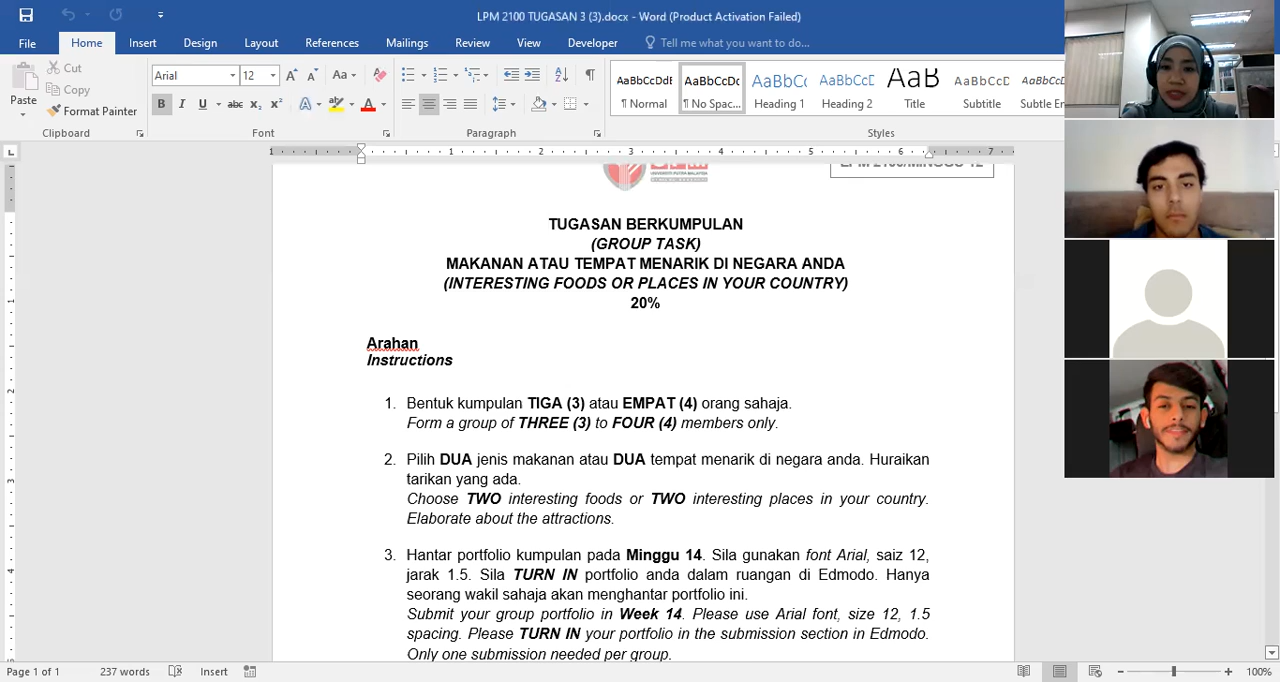 LPM 2100 TUGASAN 3 (3).docx - Word (Product Activation Failed)
File Home Insert Design Layout References Mailings Review View Developer Tell me what you want to do...
Paste
Cut
Copy
Format Painter
Clipboard
Arial 12
Font
Paragraph
AaBbCcDdE AaBbCcDc AaBbCc AaBbCcD AaB AaBbCcD
¶ Normal ¶ No Spac... Heading 1 Heading 2 Title Subtitle Subtle Em
Styles
LPM 2100/MINGGU 12
TUGASAN BERKUMPULAN
(GROUP TASK)
MAKANAN ATAU TEMPAT MENARIK DI NEGARA ANDA
(INTERESTING FOODS OR PLACES IN YOUR COUNTRY)
20%
Arahan
Instructions
1. Bentuk kumpulan TIGA (3) atau EMPAT (4) orang sahaja.
Form a group of THREE (3) to FOUR (4) members only.
2. Pilih DUA jenis makanan atau DUA tempat menarik di negara anda. Huraikan
tarikan yang ada.
Choose TWO interesting foods or TWO interesting places in your country.
Elaborate about the attractions.
3. Hantar portfolio kumpulan pada Minggu 14. Sila gunakan font Arial, saiz 12,
jarak 1.5. Sila TURN IN portfolio anda dalam ruangan di Edmodo. Hanya
seorang wakil sahaja akan menghantar portfolio ini.
Submit your group portfolio in Week 14. Please use Arial font, size 12, 1.5
spacing. Please TURN IN your portfolio in the submission section in Edmodo.
Only one submission needed per group.
Page 1 of 1 237 words Insert 100%